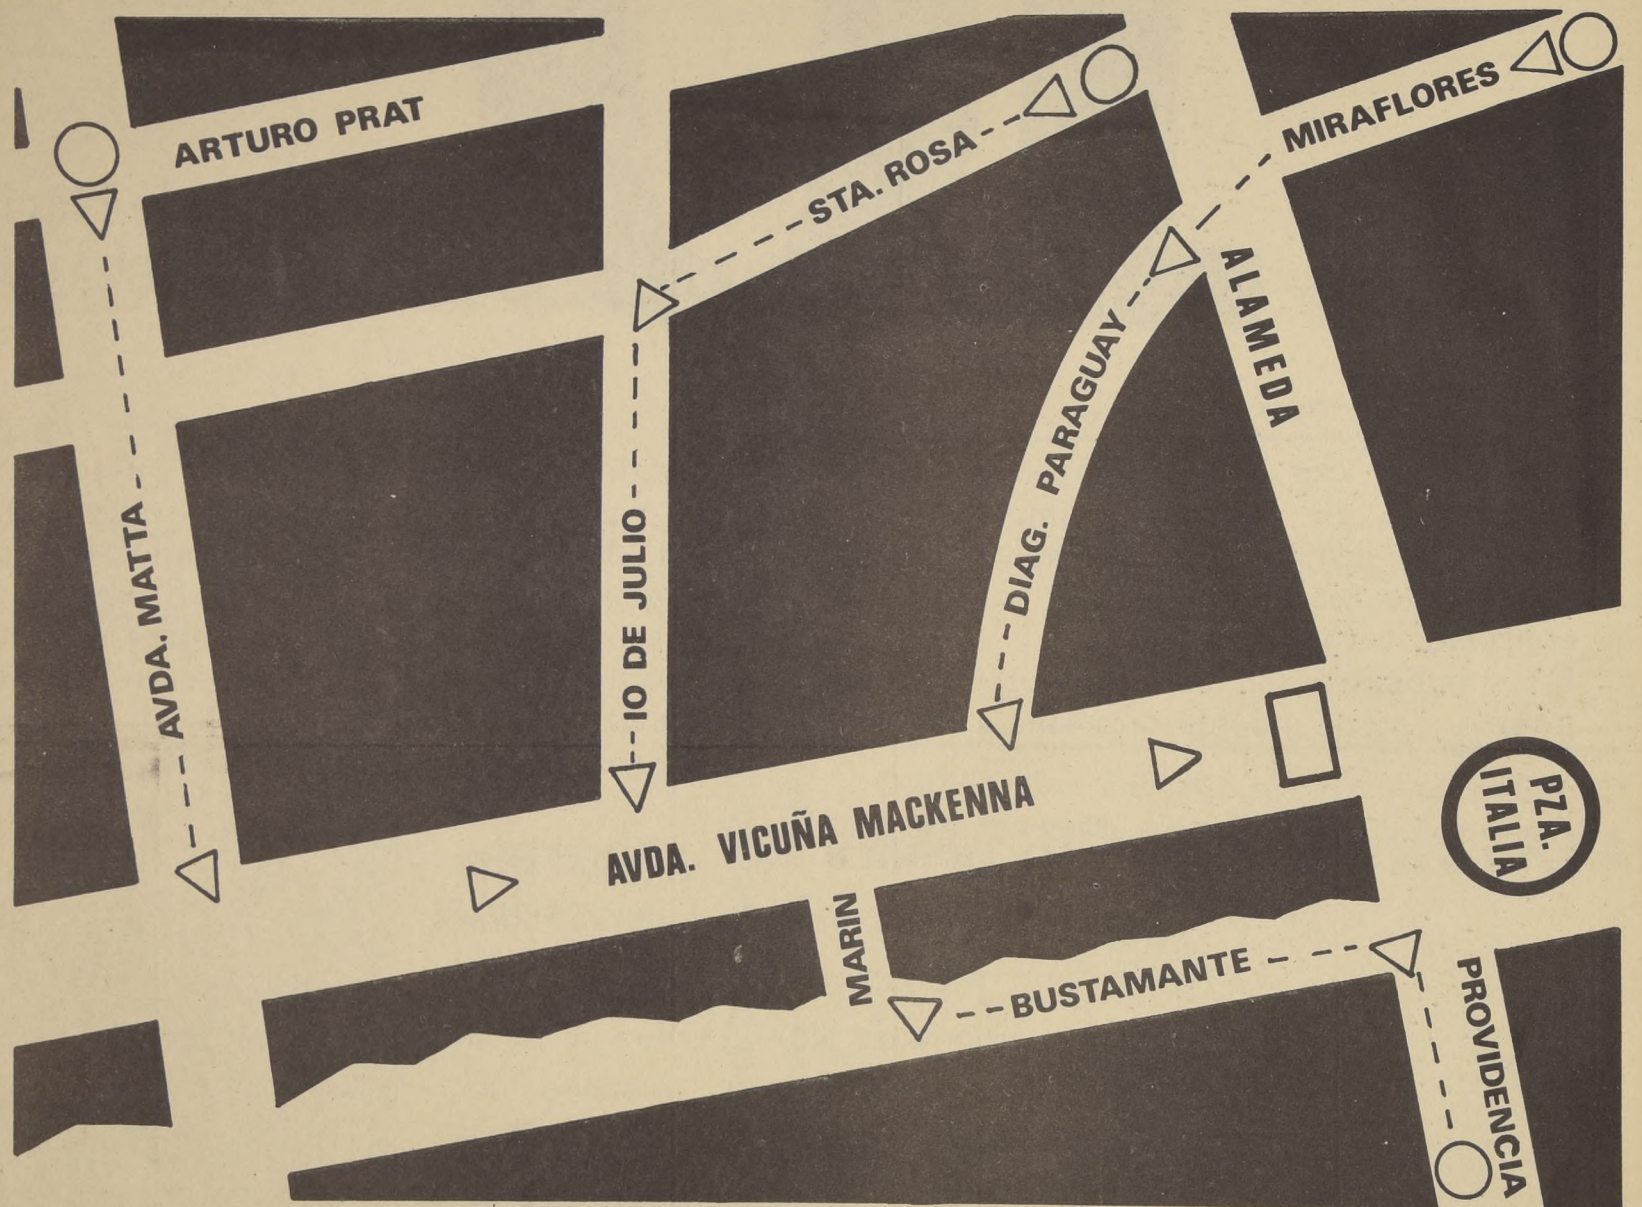 ARTURO PRAT
STA. ROSA
MIRAFLORES
ALAMEDA
DIAG. PARAGUAY
AVDA. MATTA
10 DE JULIO
AVDA. VICUÑA MACKENNA
PZA.
ITALIA
MARIN
BUSTAMANTE
PROVIDENCIA